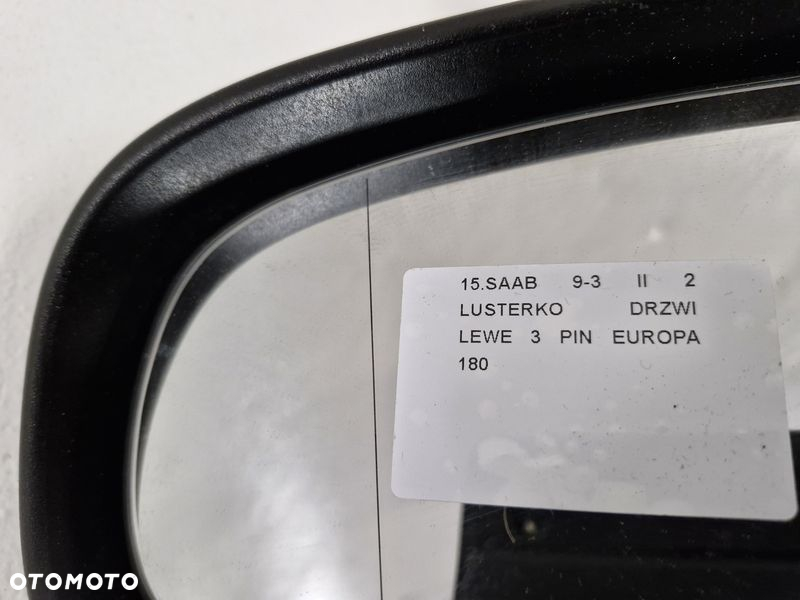 15.SAAB 9-3 II 2
LUSTERKO DRZWI
LEWE 3 PIN EUROPA
180
OTOMOTO